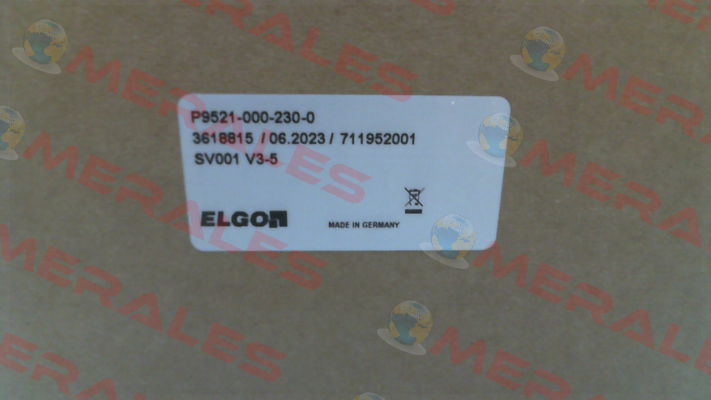 P9521-000-230-0
3618815 / 06.2023 / 711952001
SV001 V3-5
ELGO
MADE IN GERMANY
MERALES
MERALES
MERALES
MERALES
MERALES
MERALES